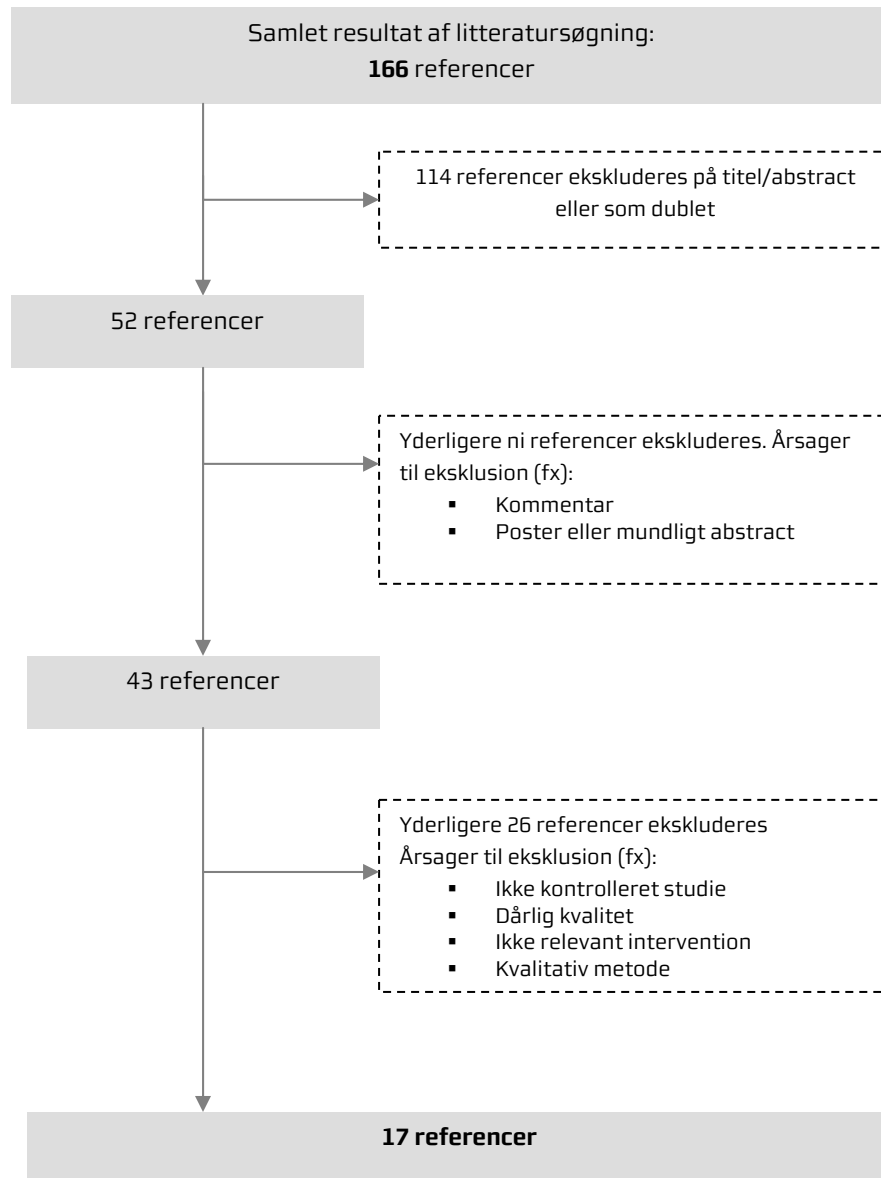 Samlet resultat af litteratursøgning:
166 referencer
114 referencer ekskluderes på titel/abstract
eller som dublet
52 referencer
Yderligere ni referencer ekskluderes. Årsager
til eksklusion (fx):
▪ Kommentar
▪ Poster eller mundligt abstract
43 referencer
Yderligere 26 referencer ekskluderes
Årsager til eksklusion (fx):
▪ Ikke kontrolleret studie
▪ Dårlig kvalitet
▪ Ikke relevant intervention
▪ Kvalitativ metode
17 referencer